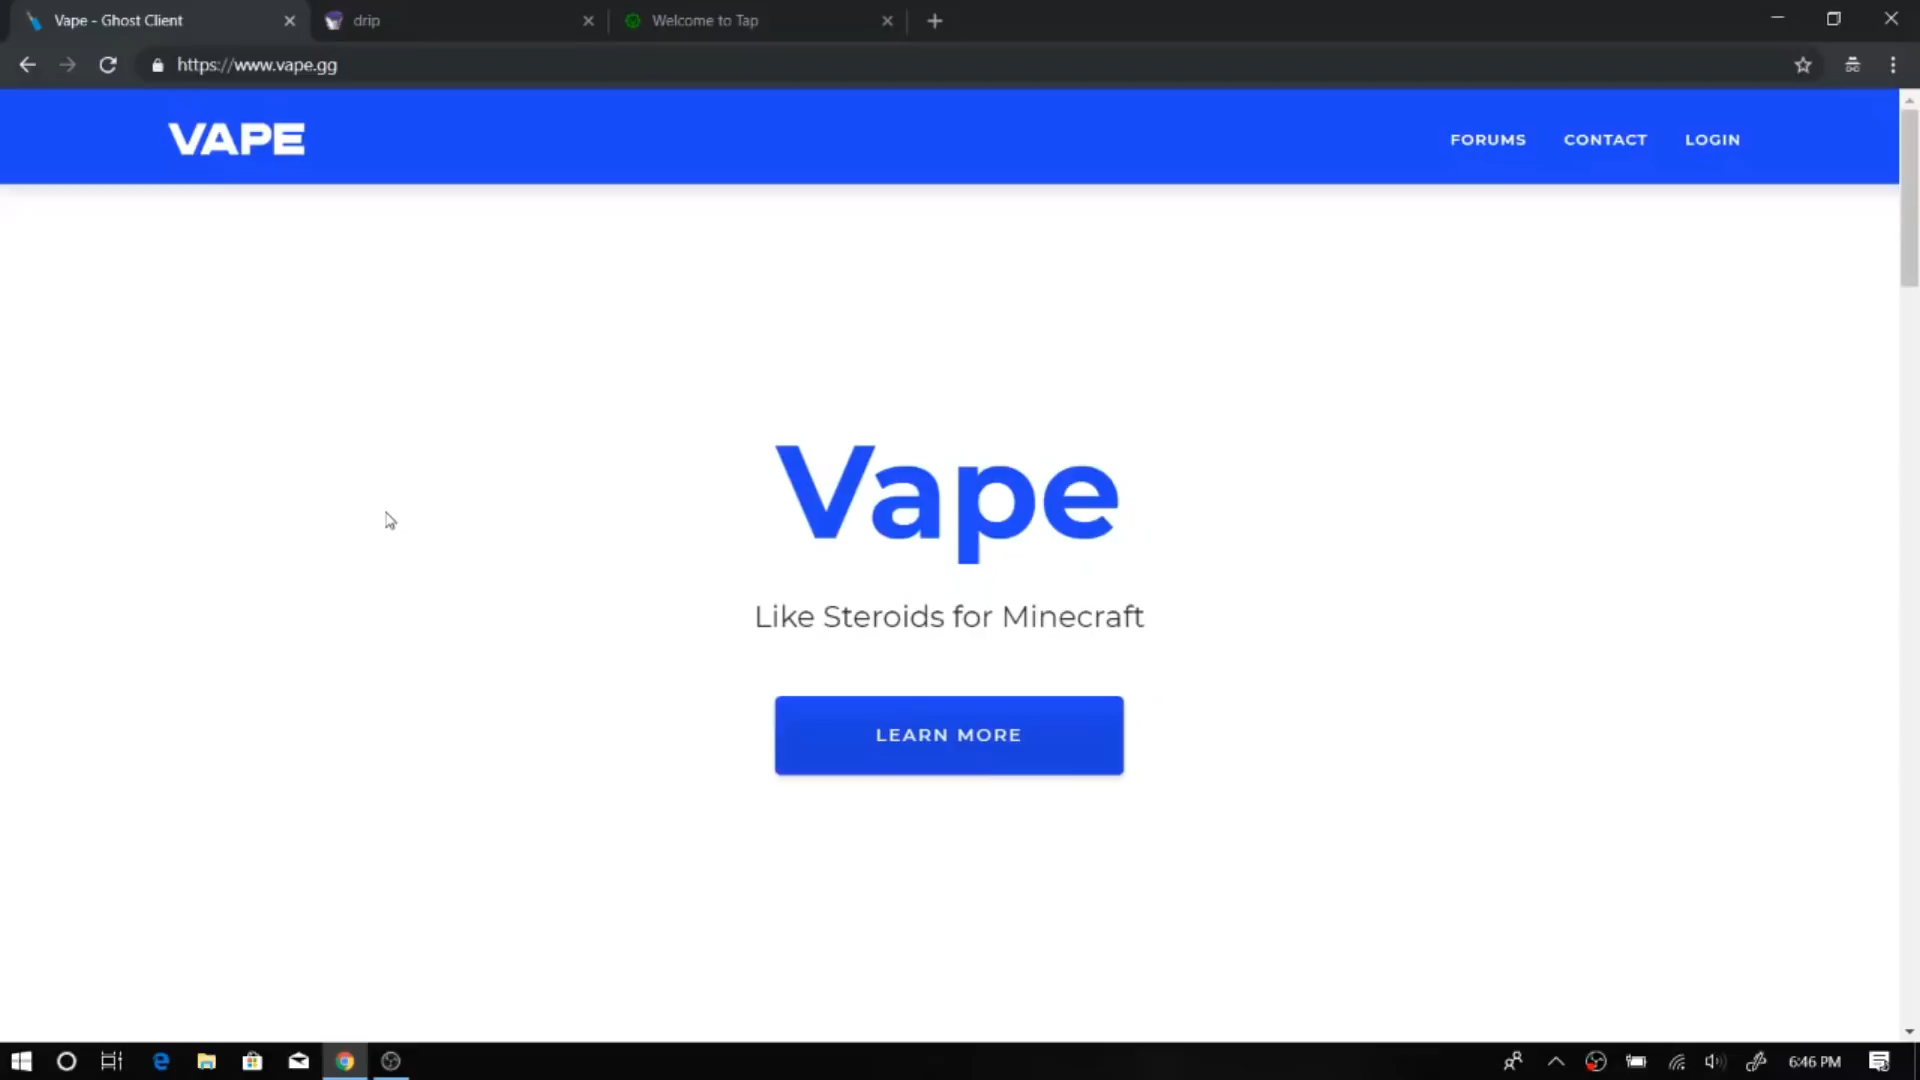 Vape - Ghost Client
drip
Welcome to Tap
https://www.vape.gg
VAPE
FORUMS
CONTACT
LOGIN
Vape
Like Steroids for Minecraft
LEARN MORE
6:46 PM